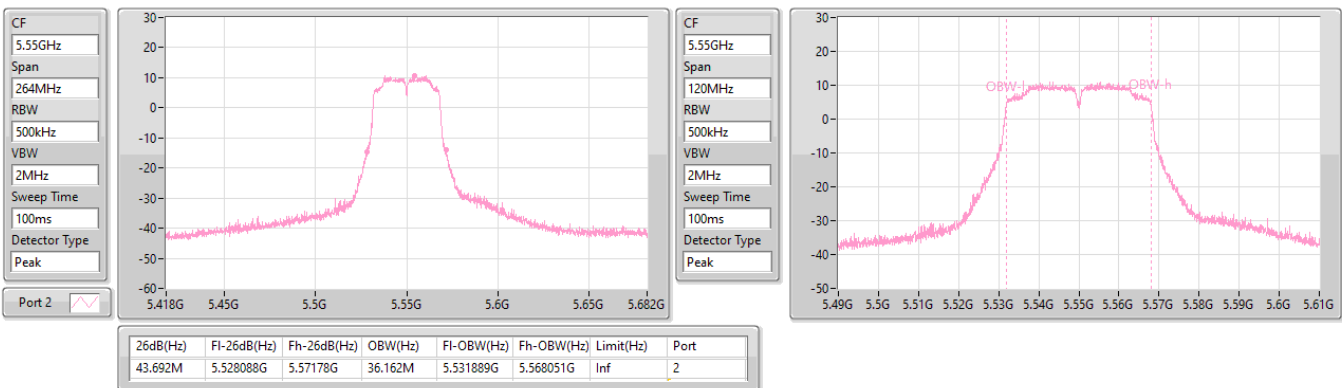 CF
5.55GHz
Span
264MHz
RBW
500kHz
VBW
2MHz
Sweep Time
100ms
Detector Type
Peak
Port 2
30
20
10
0
-10
-20
-30
-40
-50
-60
5.418G 5.45G 5.5G 5.55G 5.6G 5.65G 5.682G
CF
5.55GHz
Span
120MHz
RBW
500kHz
VBW
2MHz
Sweep Time
100ms
Detector Type
Peak
30
20
10
0
-10
-20
-30
-40
-50
OBW-l OBW-h
5.49G 5.5G 5.51G 5.52G 5.53G 5.54G 5.55G 5.56G 5.57G 5.58G 5.59G 5.6G 5.61G
26dB(Hz) Fl-26dB(Hz) Fh-26dB(Hz) OBW(Hz) Fl-OBW(Hz) Fh-OBW(Hz) Limit(Hz) Port
43.692M 5.528088G 5.57178G 36.162M 5.531889G 5.568051G Inf 2